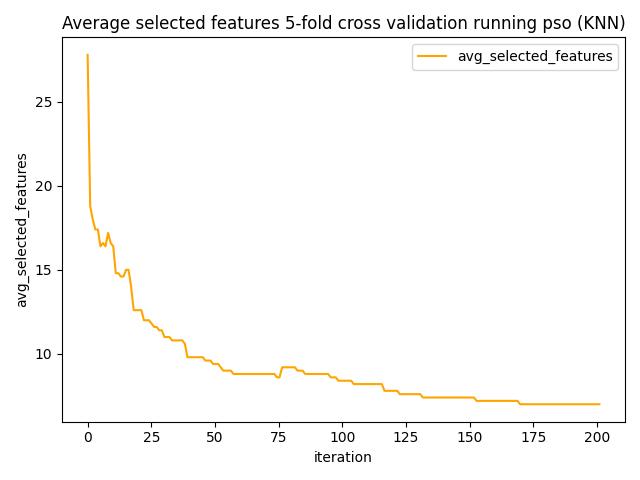 Average selected features 5-fold cross validation running pso (KNN)
avg_selected_features
25
20
15
10
avg_selected_features
0 25 50 75 100 125 150 175 200
iteration